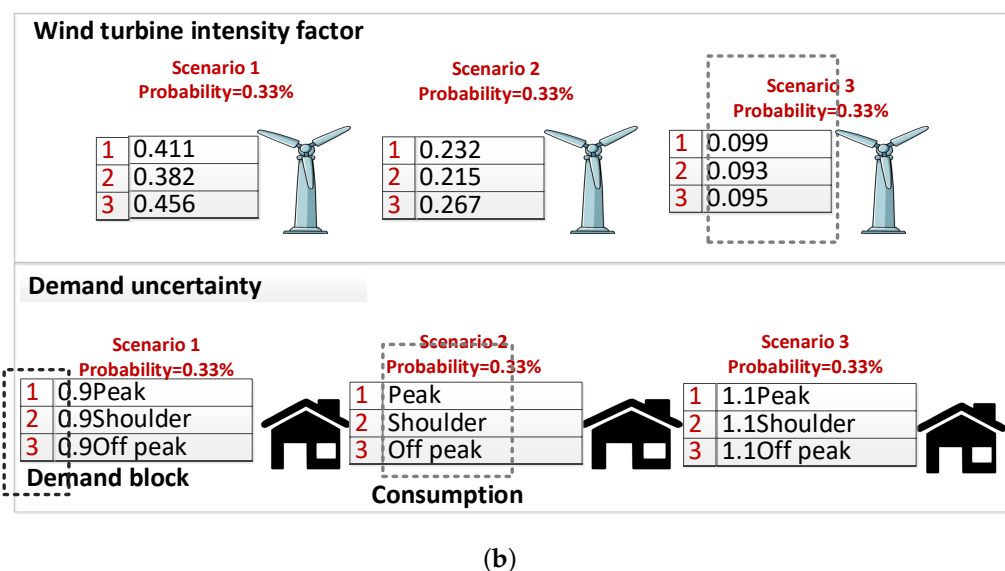 Wind turbine intensity factor
Scenario 1
Probability=0.33%
1 0.411
2 0.382
3 0.456
Scenario 2
Probability=0.33%
1 0.232
2 0.215
3 0.267
Scenario 3
Probability=0.33%
1 0.099
2 0.093
3 0.095
Demand uncertainty
Scenario 1
Probability=0.33%
1 0.9Peak
2 0.9Shoulder
3 0.9Off peak
Demand block
Scenario 2
Probability=0.33%
1 Peak
2 Shoulder
3 Off peak
Consumption
Scenario 3
Probability=0.33%
1 1.1Peak
2 1.1Shoulder
3 1.1Off peak
(b)